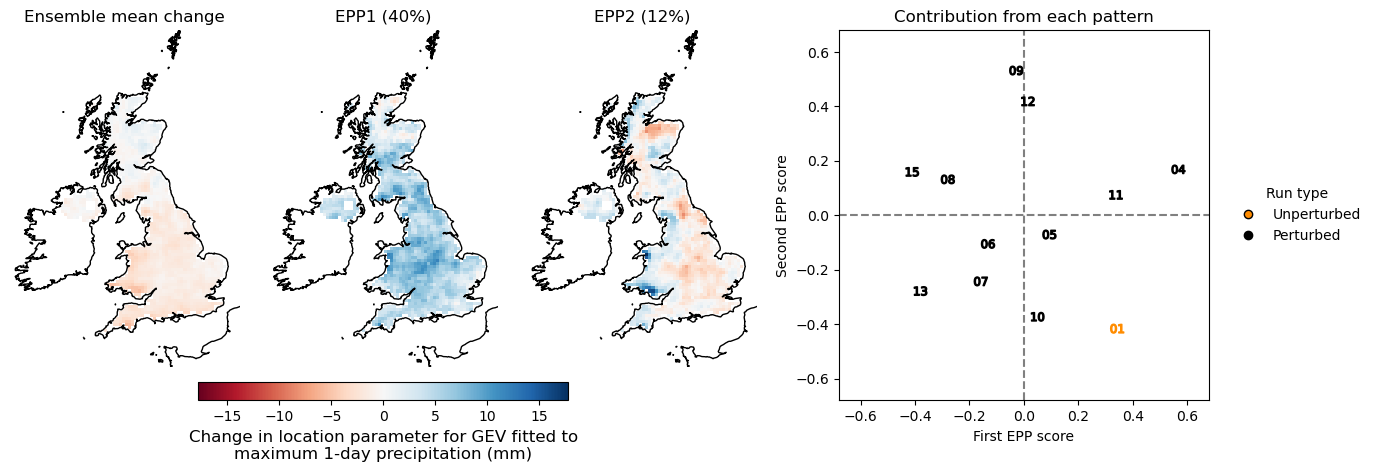 Ensemble mean change
EPP1 (40%)
EPP2 (12%)
Contribution from each pattern
−15 −10 −5 0 5 10 15
Change in location parameter for GEV fitted to
maximum 1-day precipitation (mm)
Second EPP score
0.6
0.4
0.2
0.0
−0.2
−0.4
−0.6
09
12
15
08
04
11
05
06
07
13
10
01
−0.6 −0.4 −0.2 0.0 0.2 0.4 0.6
First EPP score
Run type
Unperturbed
Perturbed